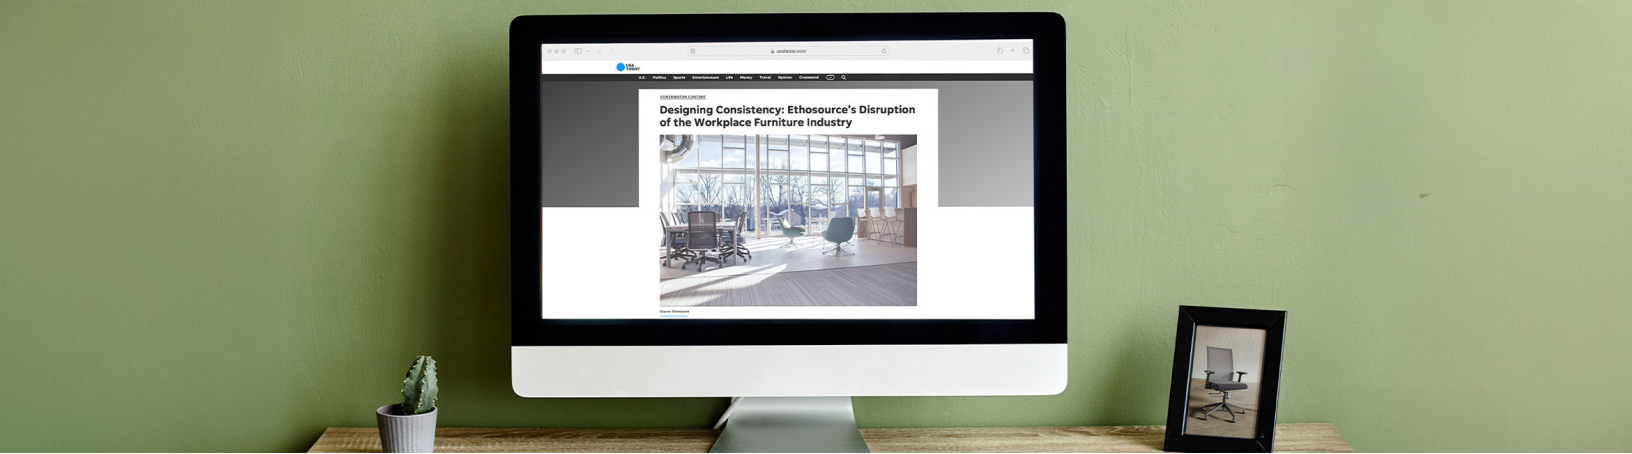 usatoday.com
USA
TODAY
U.S. Politics Sports Entertainment Life Money Travel Opinion Crossword
CONTRIBUTOR CONTENT
Designing Consistency: Ethosource's Disruption
of the Workplace Furniture Industry
Source: Ethosource